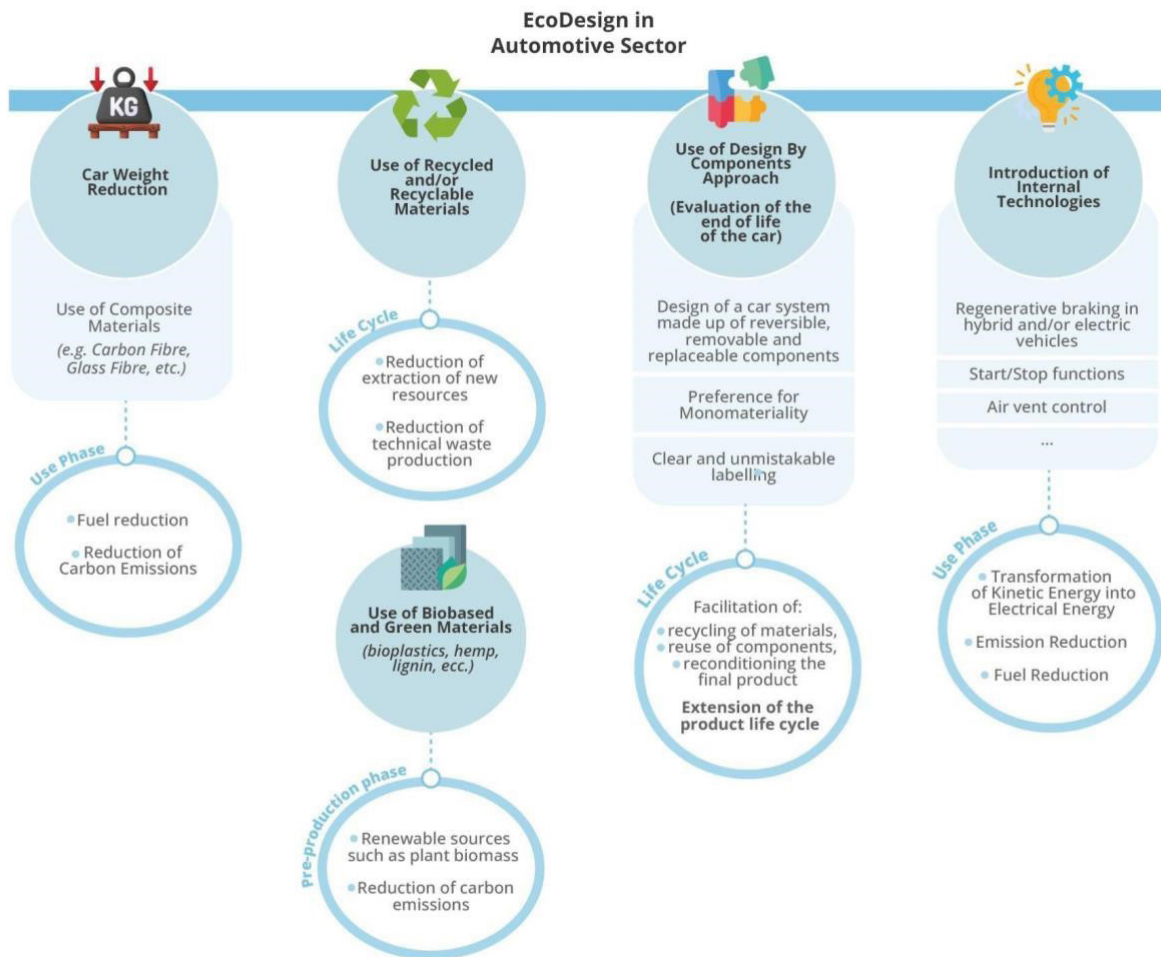 EcoDesign in
Automotive Sector
KG
Car Weight
Reduction
Use of Composite
Materials
(e.g. Carbon Fibre,
Glass Fibre, etc.)
Use Phase
Fuel reduction
Reduction of
Carbon Emissions
Use of Recycled
and/or
Recyclable
Materials
Life Cycle
Reduction of
extraction of new
resources
Reduction of
technical waste
production
Use of Biobased
and Green Materials
(bioplastics, hemp,
lignin, ecc.)
Pre-production phase
Renewable sources
such as plant biomass
Reduction of carbon
emissions
Use of Design By
Components
Approach
(Evaluation of the
end of life
of the car)
Design of a car system
made up of reversible,
removable and
replaceable components
Preference for
Monomateriality
Clear and unmistakable
labelling
Life Cycle
Facilitation of:
recycling of materials,
reuse of components,
reconditioning the
final product
Extension of the
product life cycle
Introduction of
Internal
Technologies
Regenerative braking in
hybrid and/or electric
vehicles
Start/Stop functions
Air vent control
...
Use Phase
Transformation
of Kinetic Energy into
Electrical Energy
Emission Reduction
Fuel Reduction